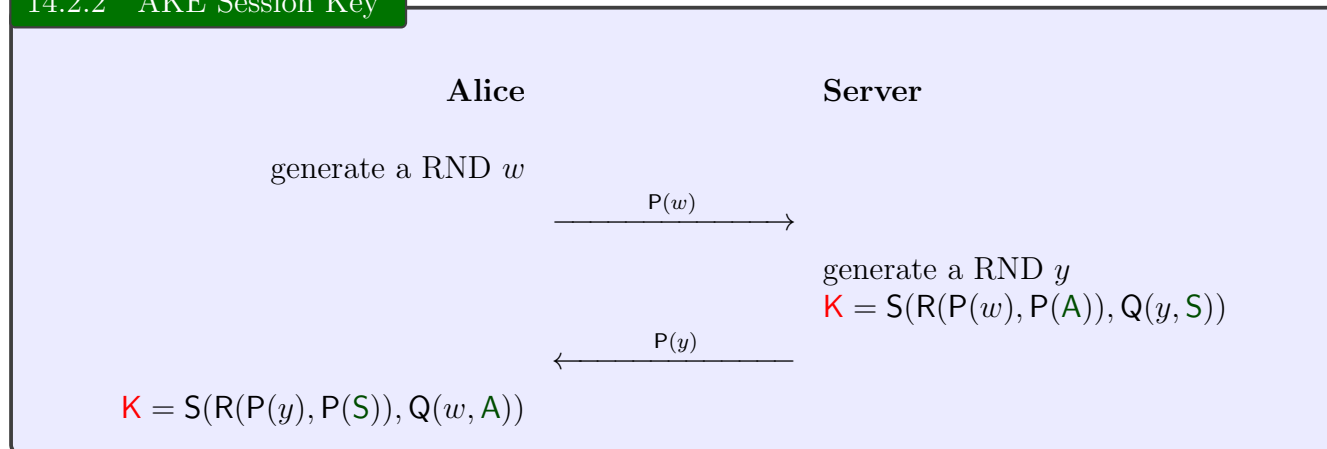 14.2.2 AKE Session Key
Alice Server
generate a RND w
P(w)
generate a RND y
K = S(R(P(w), P(A)), Q(y, S))
P(y)
K = S(R(P(y), P(S)), Q(w, A))